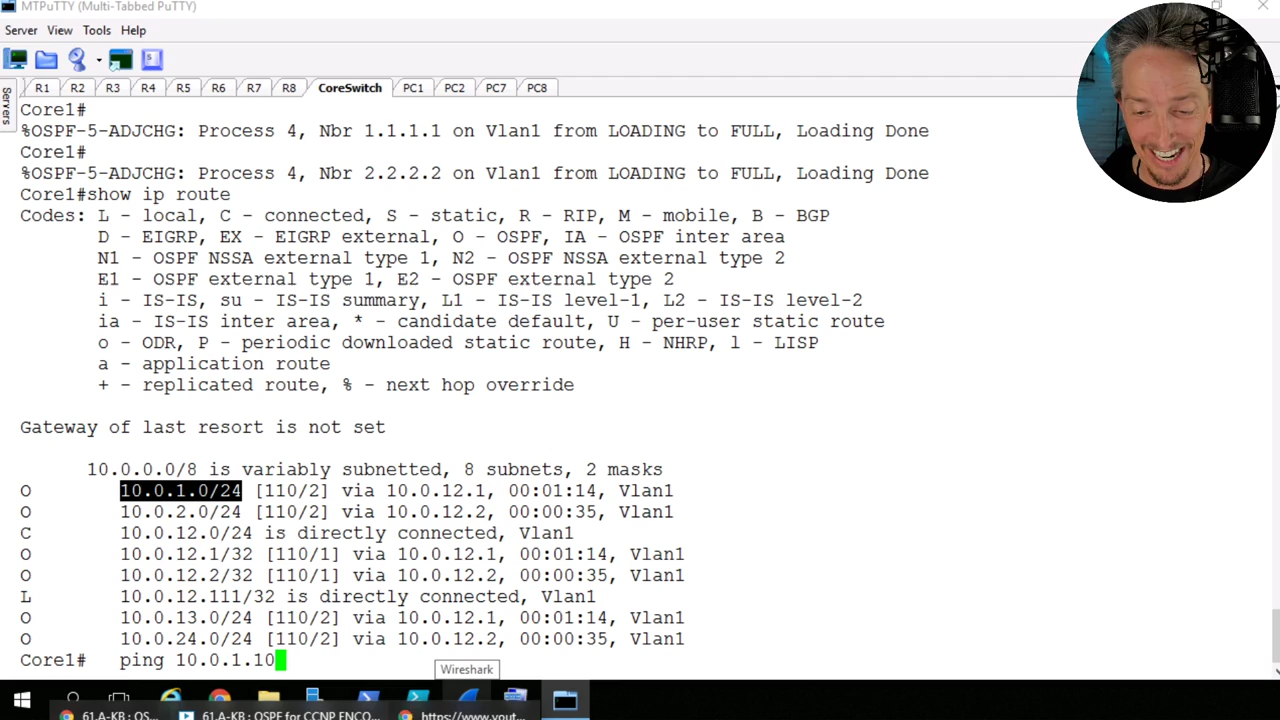 MTPuTTY (Multi-Tabbed PuTTY)
Server View Tools Help
Servers
R1 R2 R3 R4 R5 R6 R7 R8 CoreSwitch PC1 PC2 PC7 PC8
Core1#
%OSPF-5-ADJCHG: Process 4, Nbr 1.1.1.1 on Vlan1 from LOADING to FULL, Loading Done
Core1#
%OSPF-5-ADJCHG: Process 4, Nbr 2.2.2.2 on Vlan1 from LOADING to FULL, Loading Done
Core1#show ip route
Codes: L - local, C - connected, S - static, R - RIP, M - mobile, B - BGP
D - EIGRP, EX - EIGRP external, O - OSPF, IA - OSPF inter area
N1 - OSPF NSSA external type 1, N2 - OSPF NSSA external type 2
E1 - OSPF external type 1, E2 - OSPF external type 2
i - IS-IS, su - IS-IS summary, L1 - IS-IS level-1, L2 - IS-IS level-2
ia - IS-IS inter area, * - candidate default, U - per-user static route
o - ODR, P - periodic downloaded static route, H - NHRP, l - LISP
a - application route
+ - replicated route, % - next hop override
Gateway of last resort is not set
10.0.0.0/8 is variably subnetted, 8 subnets, 2 masks
O 10.0.1.0/24 [110/2] via 10.0.12.1, 00:01:14, Vlan1
O 10.0.2.0/24 [110/2] via 10.0.12.2, 00:00:35, Vlan1
C 10.0.12.0/24 is directly connected, Vlan1
O 10.0.12.1/32 [110/1] via 10.0.12.1, 00:01:14, Vlan1
O 10.0.12.2/32 [110/1] via 10.0.12.2, 00:00:35, Vlan1
L 10.0.12.111/32 is directly connected, Vlan1
O 10.0.13.0/24 [110/2] via 10.0.12.1, 00:01:14, Vlan1
O 10.0.24.0/24 [110/2] via 10.0.12.2, 00:00:35, Vlan1
Core1# ping 10.0.1.10
Wireshark
61.A-KB : OS... 61.A-KB : OSPF for CCNP ENCO... https://www.yout...